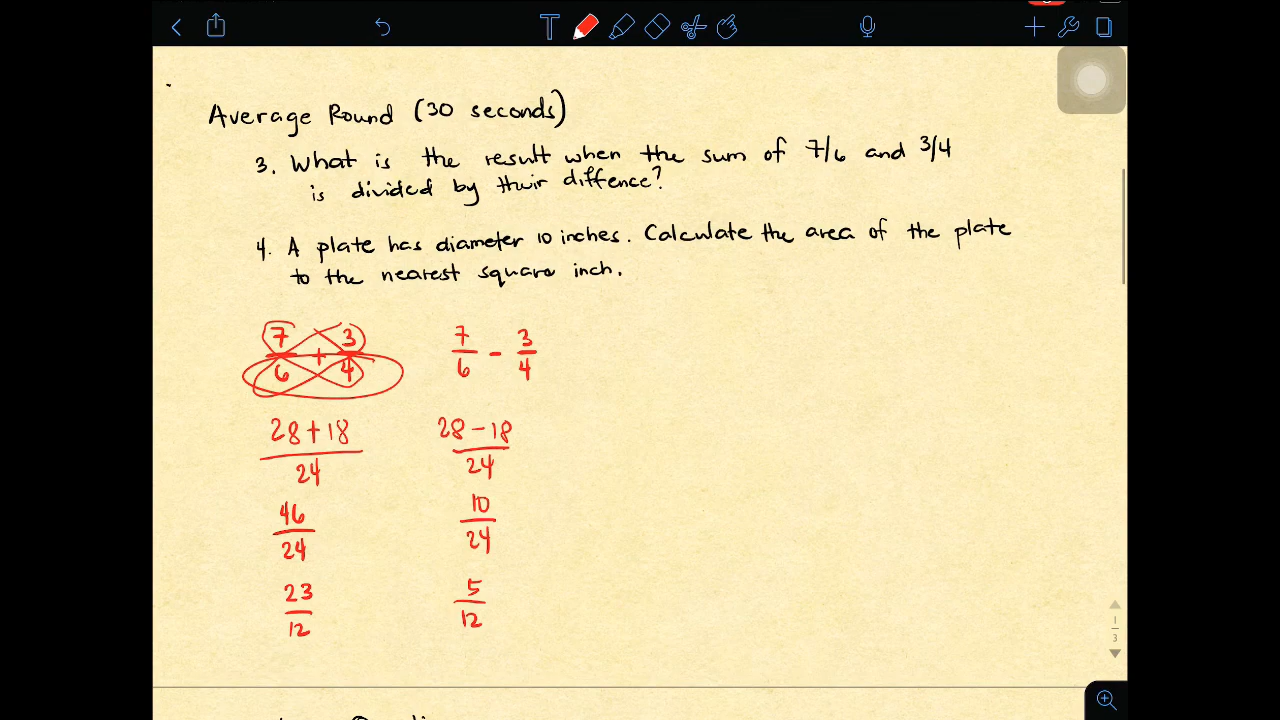 Average Round (30 seconds)
3. What is the result when the sum of 7/6 and 3/4
is divided by their diffence?
4. A plate has diameter 10 inches. Calculate the area of the plate
to the nearest square inch.
7/6 + 3/4
7/6 - 3/4
28+18/24
28-18/24
46/24
10/24
23/12
5/12
1/3